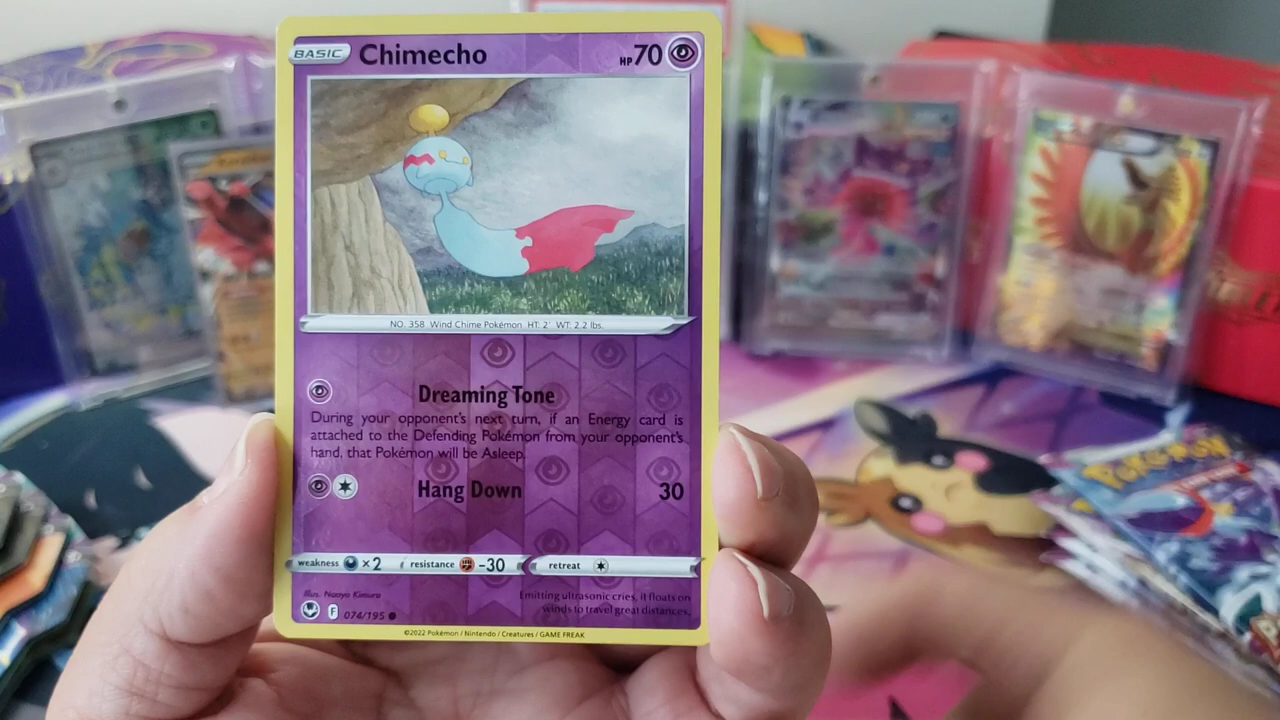 BASIC Chimecho HP 70
NO. 358 Wind Chime Pokémon HT: 2' WT: 2.2 lbs.
Dreaming Tone
During your opponent's next turn, if an Energy card is
attached to the Defending Pokémon from your opponent's
hand, that Pokémon will be Asleep.
Hang Down 30
weakness ×2 resistance -30 retreat
Illus. Naoyo Kimura
Emitting ultrasonic cries, it floats on
winds to travel great distances.
F 074/195
©2022 Pokémon / Nintendo / Creatures / GAME FREAK
POKÉMON